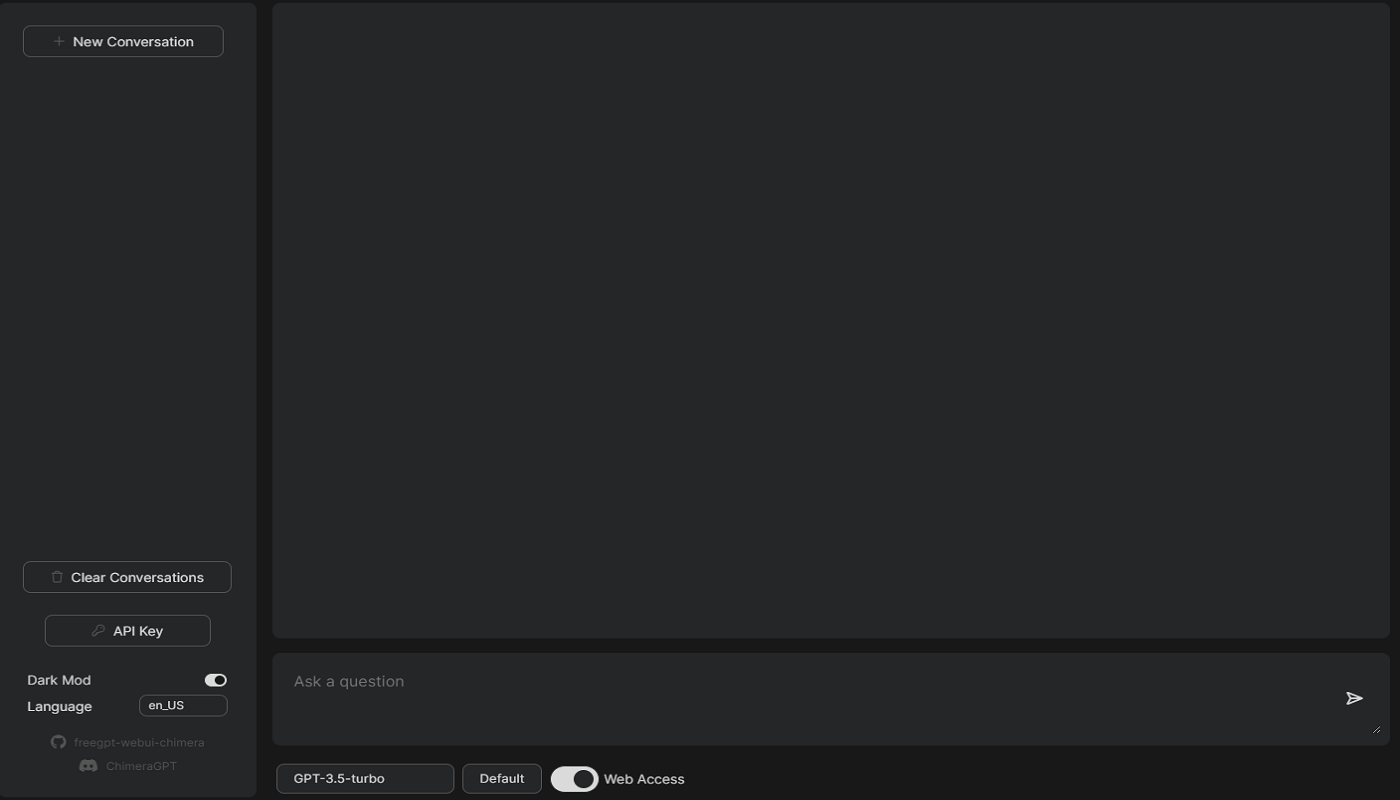 New Conversation
Clear Conversations
API Key
Dark Mod
Language en_US
freegpt-webui-chimera
ChimeraGPT
Ask a question
GPT-3.5-turbo Default Web Access